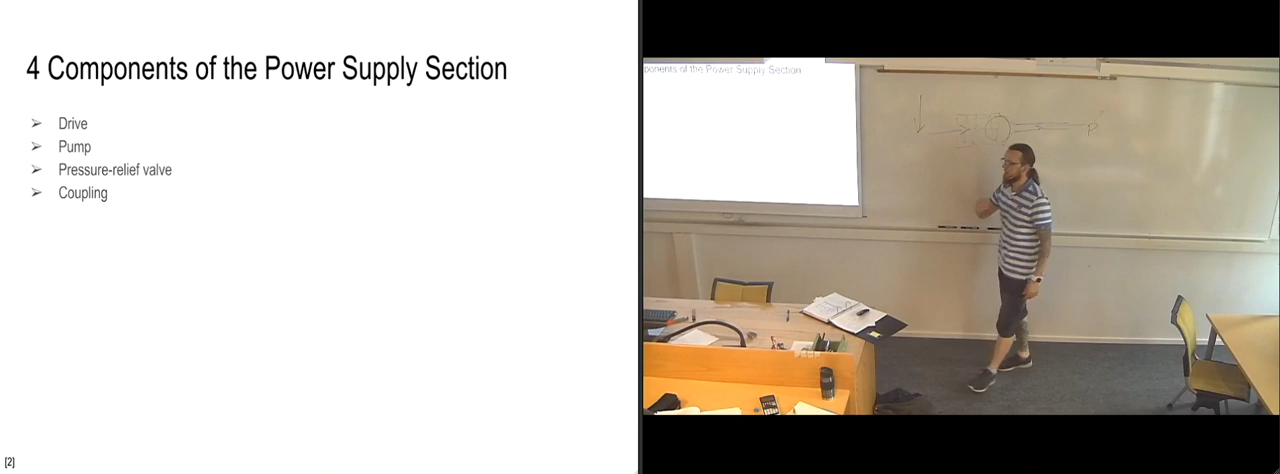 4 Components of the Power Supply Section
➢ Drive
➢ Pump
➢ Pressure-relief valve
➢ Coupling
[2]
ponents of the Power Supply Section
P